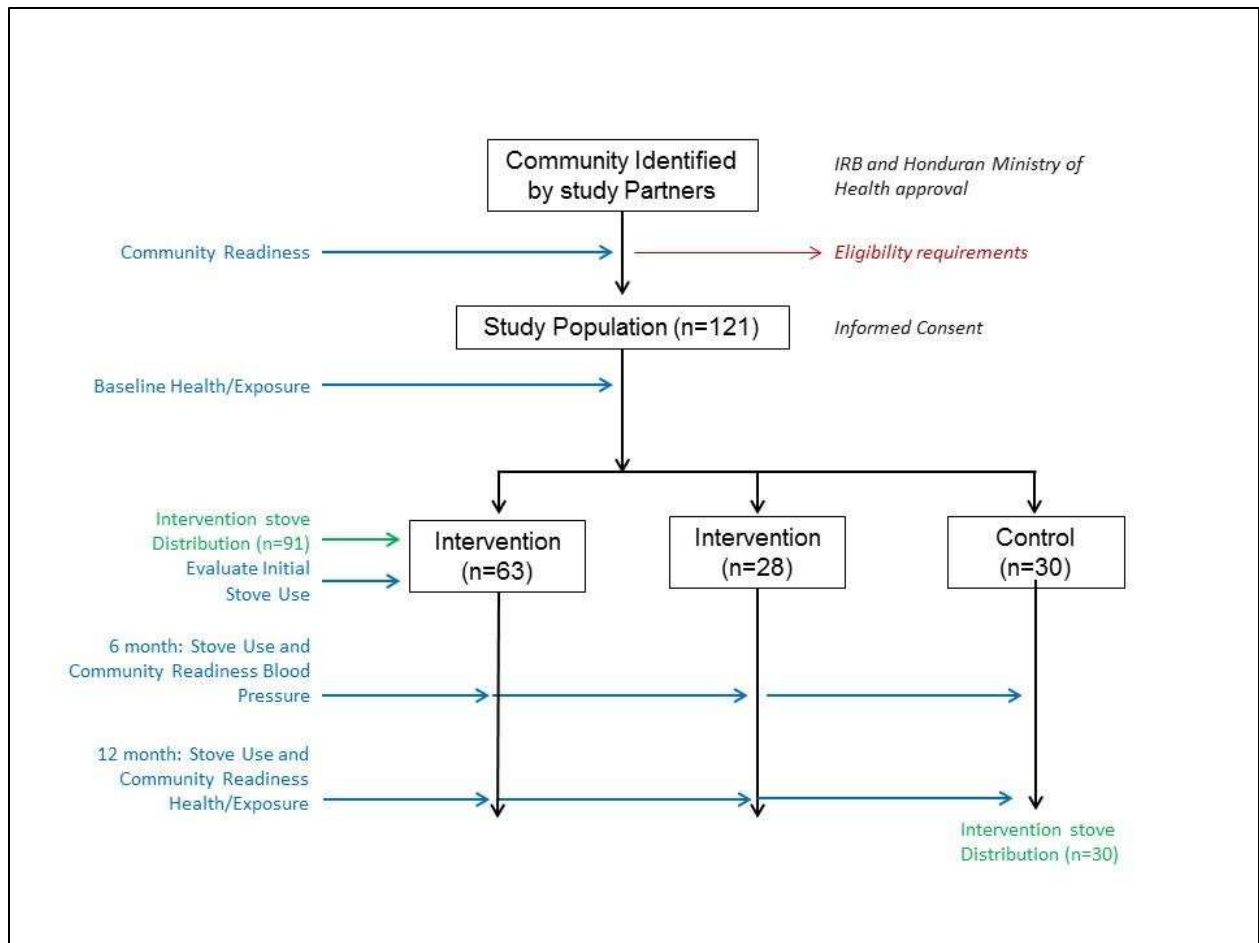 Community Identified
by study Partners
IRB and Honduran Ministry of
Health approval
Community Readiness
Eligibility requirements
Study Population (n=121)
Informed Consent
Baseline Health/Exposure
Intervention stove
Distribution (n=91)
Evaluate Initial
Stove Use
Intervention
(n=63)
Intervention
(n=28)
Control
(n=30)
6 month: Stove Use and
Community Readiness Blood
Pressure
12 month: Stove Use and
Community Readiness
Health/Exposure
Intervention stove
Distribution (n=30)